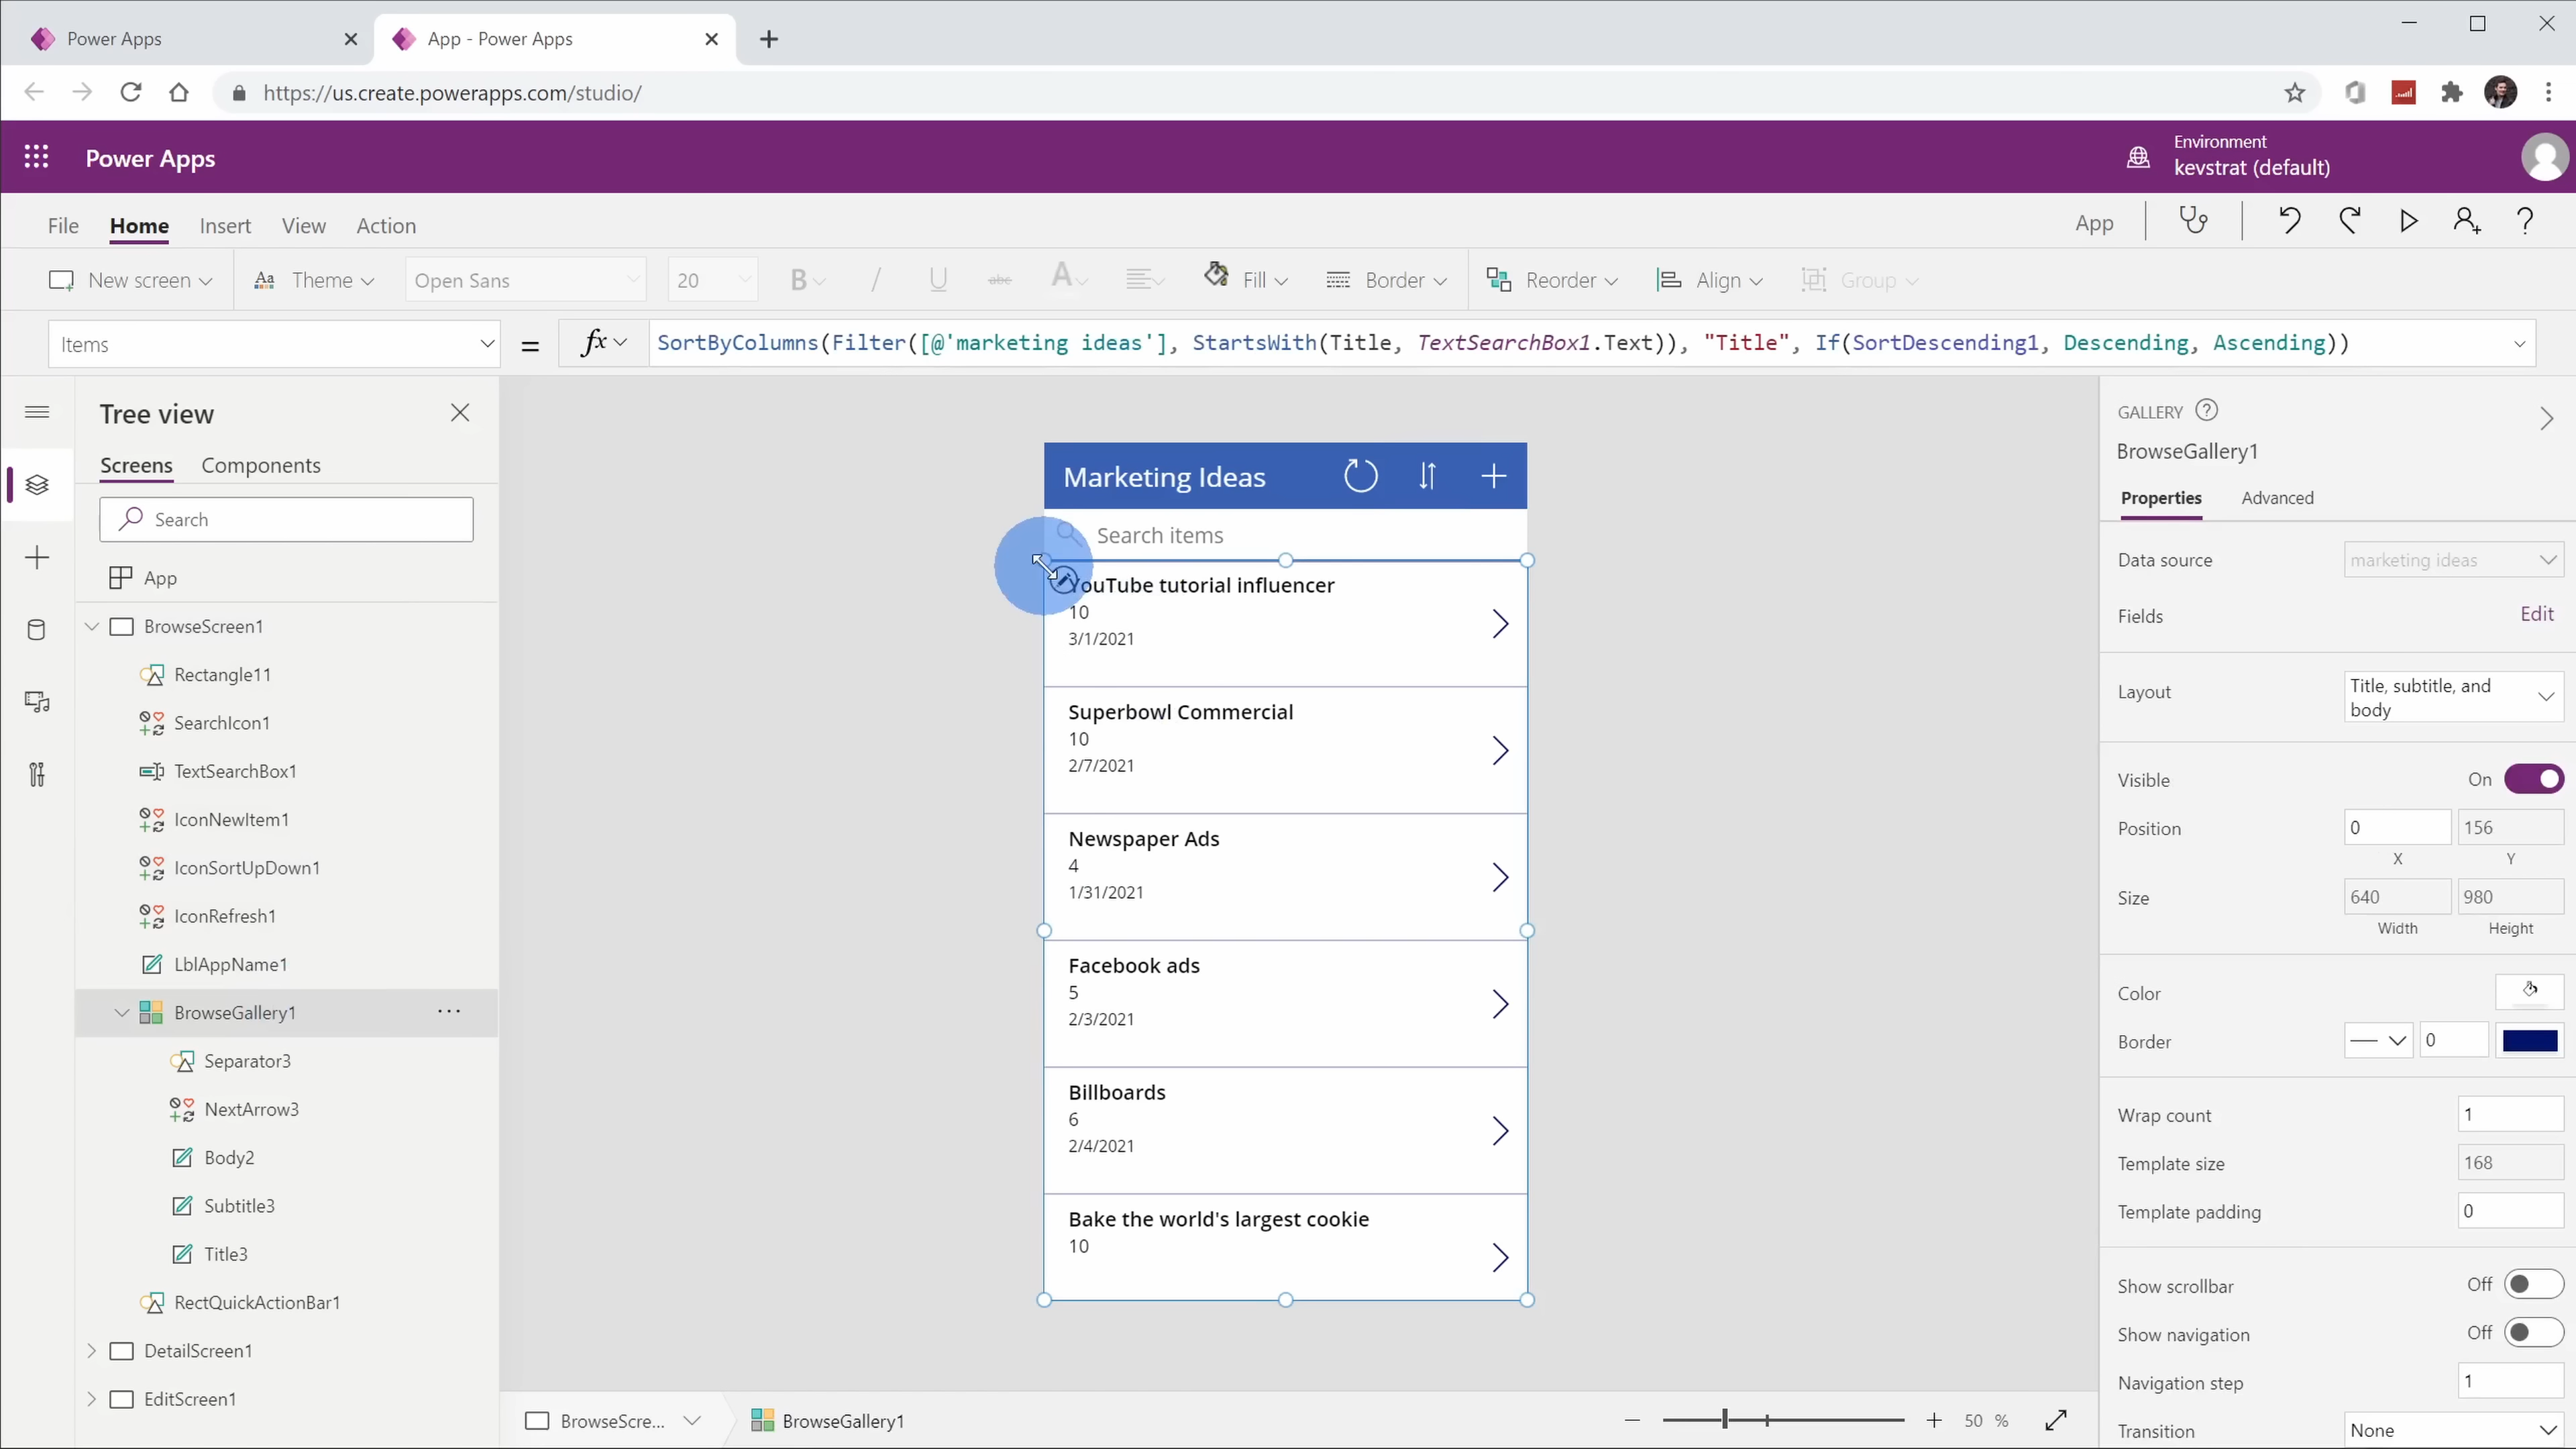 Power Apps
App - Power Apps
https://us.create.powerapps.com/studio/
Power Apps
Environment
kevstrat (default)
File Home Insert View Action
App
New screen Theme Open Sans 20 B / U abc A Fill Border Reorder Align Group
Items = fx SortByColumns(Filter([@'marketing ideas'], StartsWith(Title, TextSearchBox1.Text)), "Title", If(SortDescending1, Descending, Ascending))
Tree view
Screens Components
Search
App
BrowseScreen1
Rectangle11
SearchIcon1
TextSearchBox1
IconNewItem1
IconSortUpDown1
IconRefresh1
LblAppName1
BrowseGallery1 ...
Separator3
NextArrow3
Body2
Subtitle3
Title3
RectQuickActionBar1
DetailScreen1
EditScreen1
Marketing Ideas
Search items
YouTube tutorial influencer
10
3/1/2021
Superbowl Commercial
10
2/7/2021
Newspaper Ads
4
1/31/2021
Facebook ads
5
2/3/2021
Billboards
6
2/4/2021
Bake the world's largest cookie
10
BrowseScre... BrowseGallery1
50 %
GALLERY ?
BrowseGallery1
Properties Advanced
Data source marketing ideas
Fields Edit
Layout Title, subtitle, and
body
Visible On
Position 0 156
X Y
Size 640 980
Width Height
Color
Border 0
Wrap count 1
Template size 168
Template padding 0
Show scrollbar Off
Show navigation Off
Navigation step 1
Transition None